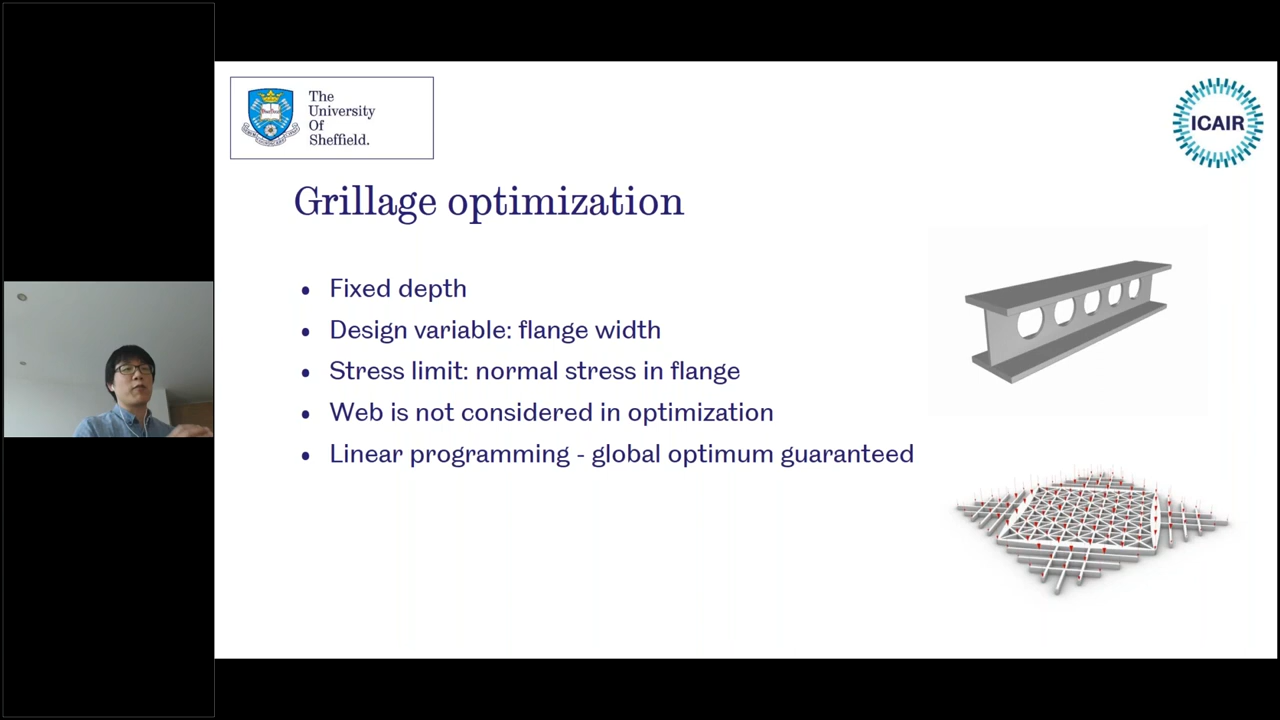 The
University
Of
Sheffield.
ICAIR
Grillage optimization
• Fixed depth
• Design variable: flange width
• Stress limit: normal stress in flange
• Web is not considered in optimization
• Linear programming - global optimum guaranteed